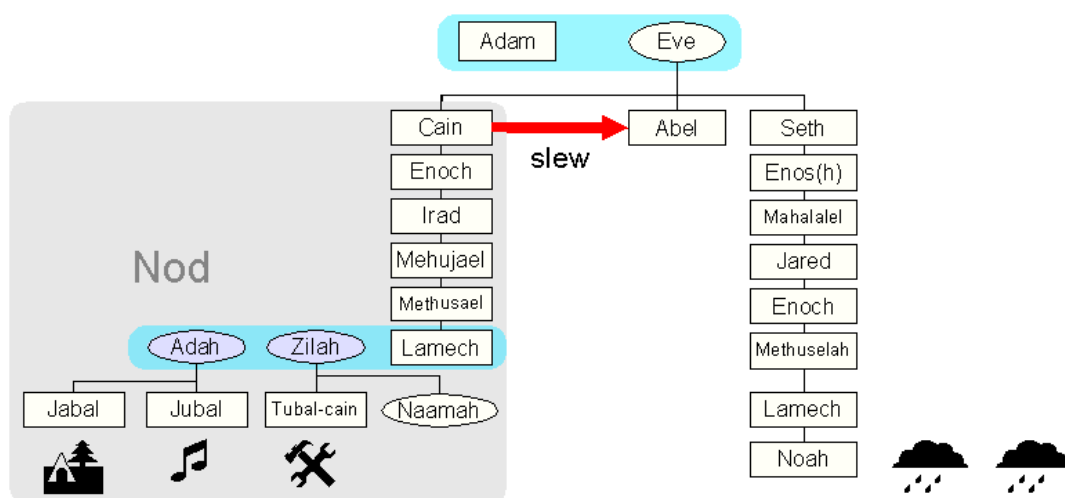 Adam Eve
Cain Abel Seth
slew
Enoch Enos(h)
Irad Mahalalel
Nod Mehujael Jared
Methusael Enoch
Adah Zilah Lamech Methuselah
Jabal Jubal Tubal-cain Naamah Lamech
Noah